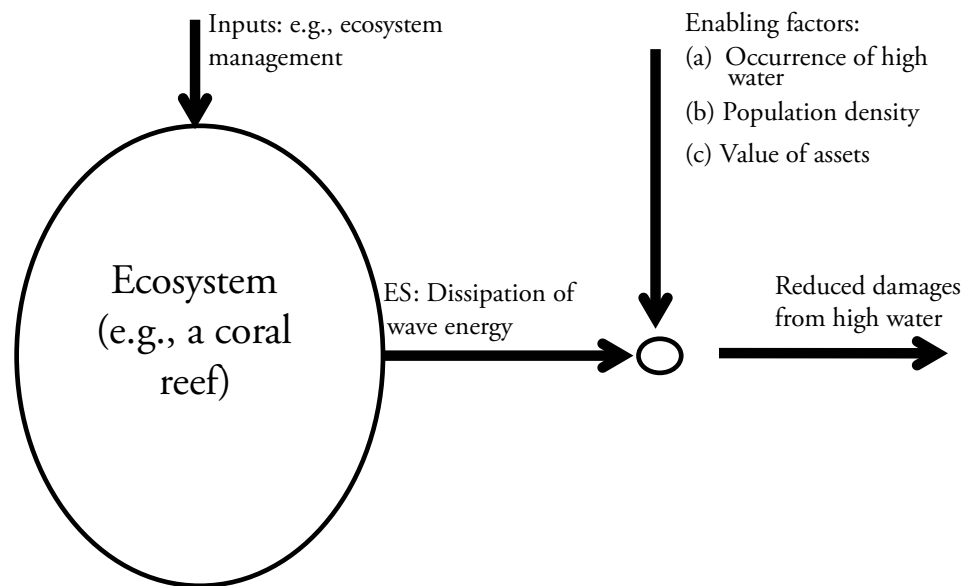 Inputs: e.g., ecosystem
management
Enabling factors:
(a) Occurrence of high
water
(b) Population density
(c) Value of assets
Ecosystem
(e.g., a coral
reef)
ES: Dissipation of
wave energy
Reduced damages
from high water